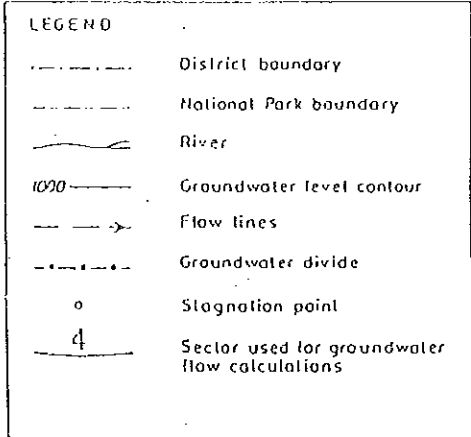 LEGEND
District boundary
National Park boundary
River
1000 Groundwater level contour
Flow lines
Groundwater divide
Stagnation point
4 Sector used for groundwater
flow calculations